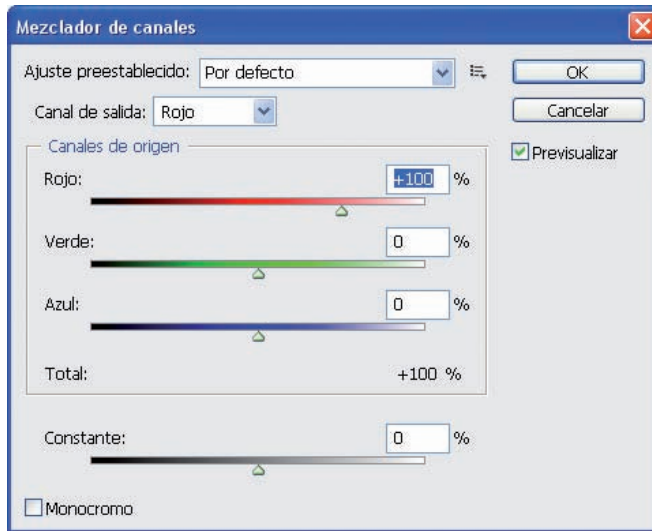 Mezclador de canales
Ajuste preestablecido: Por defecto
OK
Canal de salida: Rojo
Cancelar
Previsualizar
Canales de origen
Rojo: +100 %
Verde: 0 %
Azul: 0 %
Total: +100 %
Constante: 0 %
Monocromo